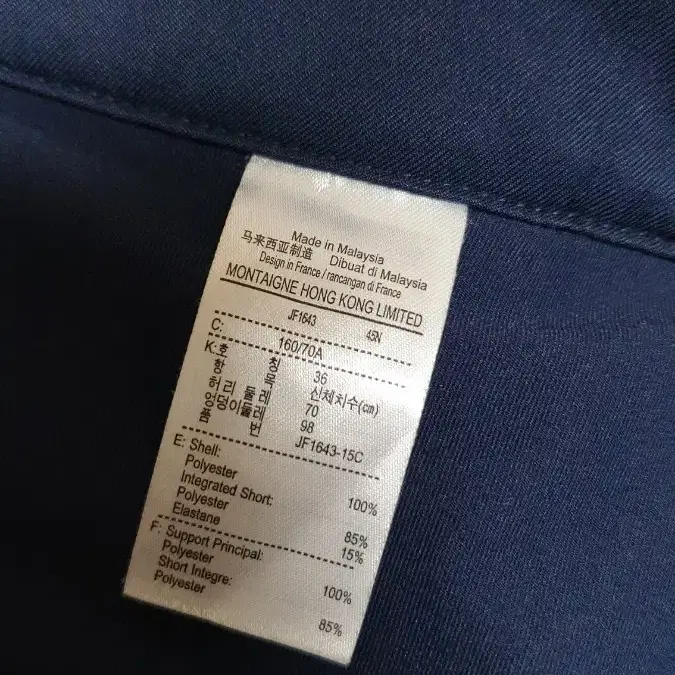 Made in Malaysia
马来西亚制造 Dibuat di Malaysia
Design in France / rancangan di France
MONTAIGNE HONG KONG LIMITED
JF1643 45N
C: 160/70A
K: 호 칭 36
항 목 신체치수(cm)
허리 둘레 70
엉덩이둘레 98
품 번 JF1643-15C
E: Shell:
Polyester 100%
Integrated Short:
Polyester 85%
Elastane 15%
F: Support Principal:
Polyester 100%
Short Integre:
Polyester 85%